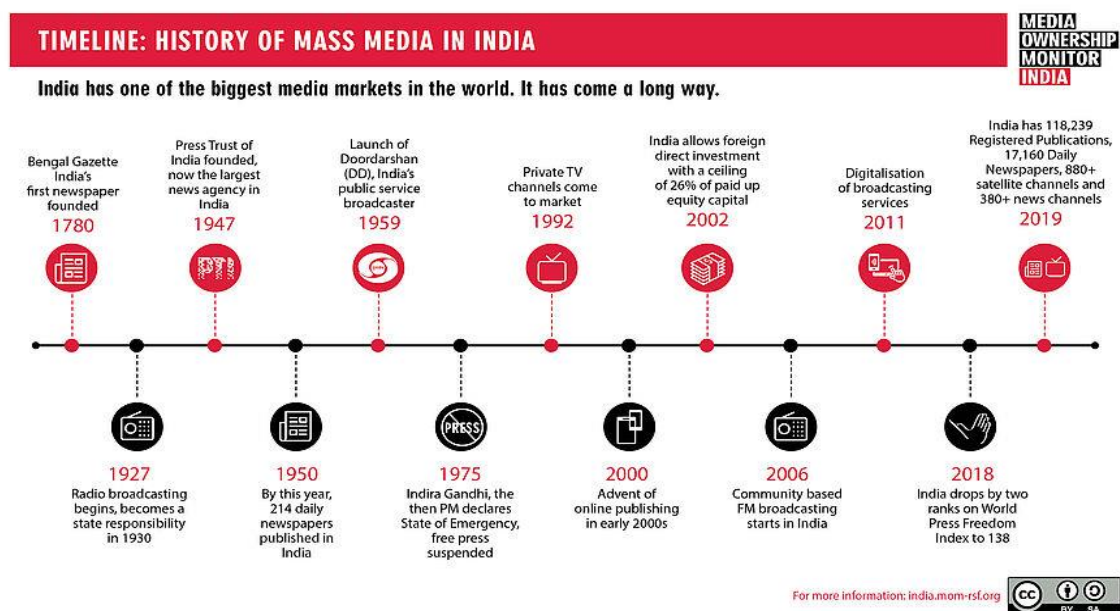 TIMELINE: HISTORY OF MASS MEDIA IN INDIA
MEDIA
OWNERSHIP
MONITOR
INDIA
India has one of the biggest media markets in the world. It has come a long way.
Bengal Gazette
India's
first newspaper
founded
1780
Press Trust of
India founded,
now the largest
news agency in
India
1947
Launch of
Doordarshan
(DD), India's
public service
broadcaster
1959
Private TV
channels come
to market
1992
India allows foreign
direct investment
with a ceiling
of 26% of paid up
equity capital
2002
Digitalisation
of broadcasting
services
2011
India has 118,239
Registered Publications,
17,160 Daily
Newspapers, 880+
satellite channels and
380+ news channels
2019
PTI
PRESS
1927
Radio broadcasting
begins, becomes a
state responsibility
in 1930
1950
By this year,
214 daily
newspapers
published in
India
1975
Indira Gandhi, the
then PM declares
State of Emergency,
free press
suspended
2000
Advent of
online publishing
in early 2000s
2006
Community based
FM broadcasting
starts in India
2018
India drops by two
ranks on World
Press Freedom
Index to 138
For more information: india.mom-rsf.org
CC
BY SA